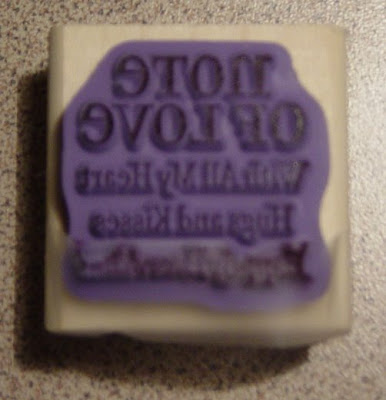 NOTE
OF LOVE
With All My Heart
Hugs and Kisses